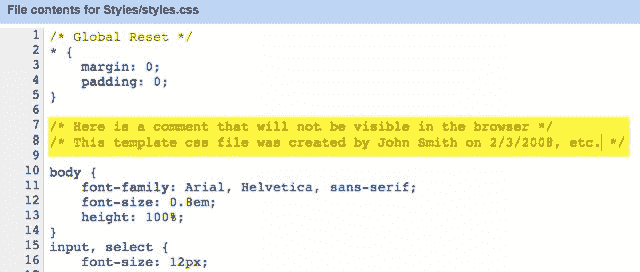 File contents for Styles/styles.css
1 /* Global Reset */
2 * {
3 margin: 0;
4 padding: 0;
5 }
6
7 /* Here is a comment that will not be visible in the browser */
8 /* This template css file was created by John Smith on 2/3/2008, etc. */
9
10 body {
11 font-family: Arial, Helvetica, sans-serif;
12 font-size: 0.8em;
13 height: 100%;
14 }
15 input, select {
16 font-size: 12px;